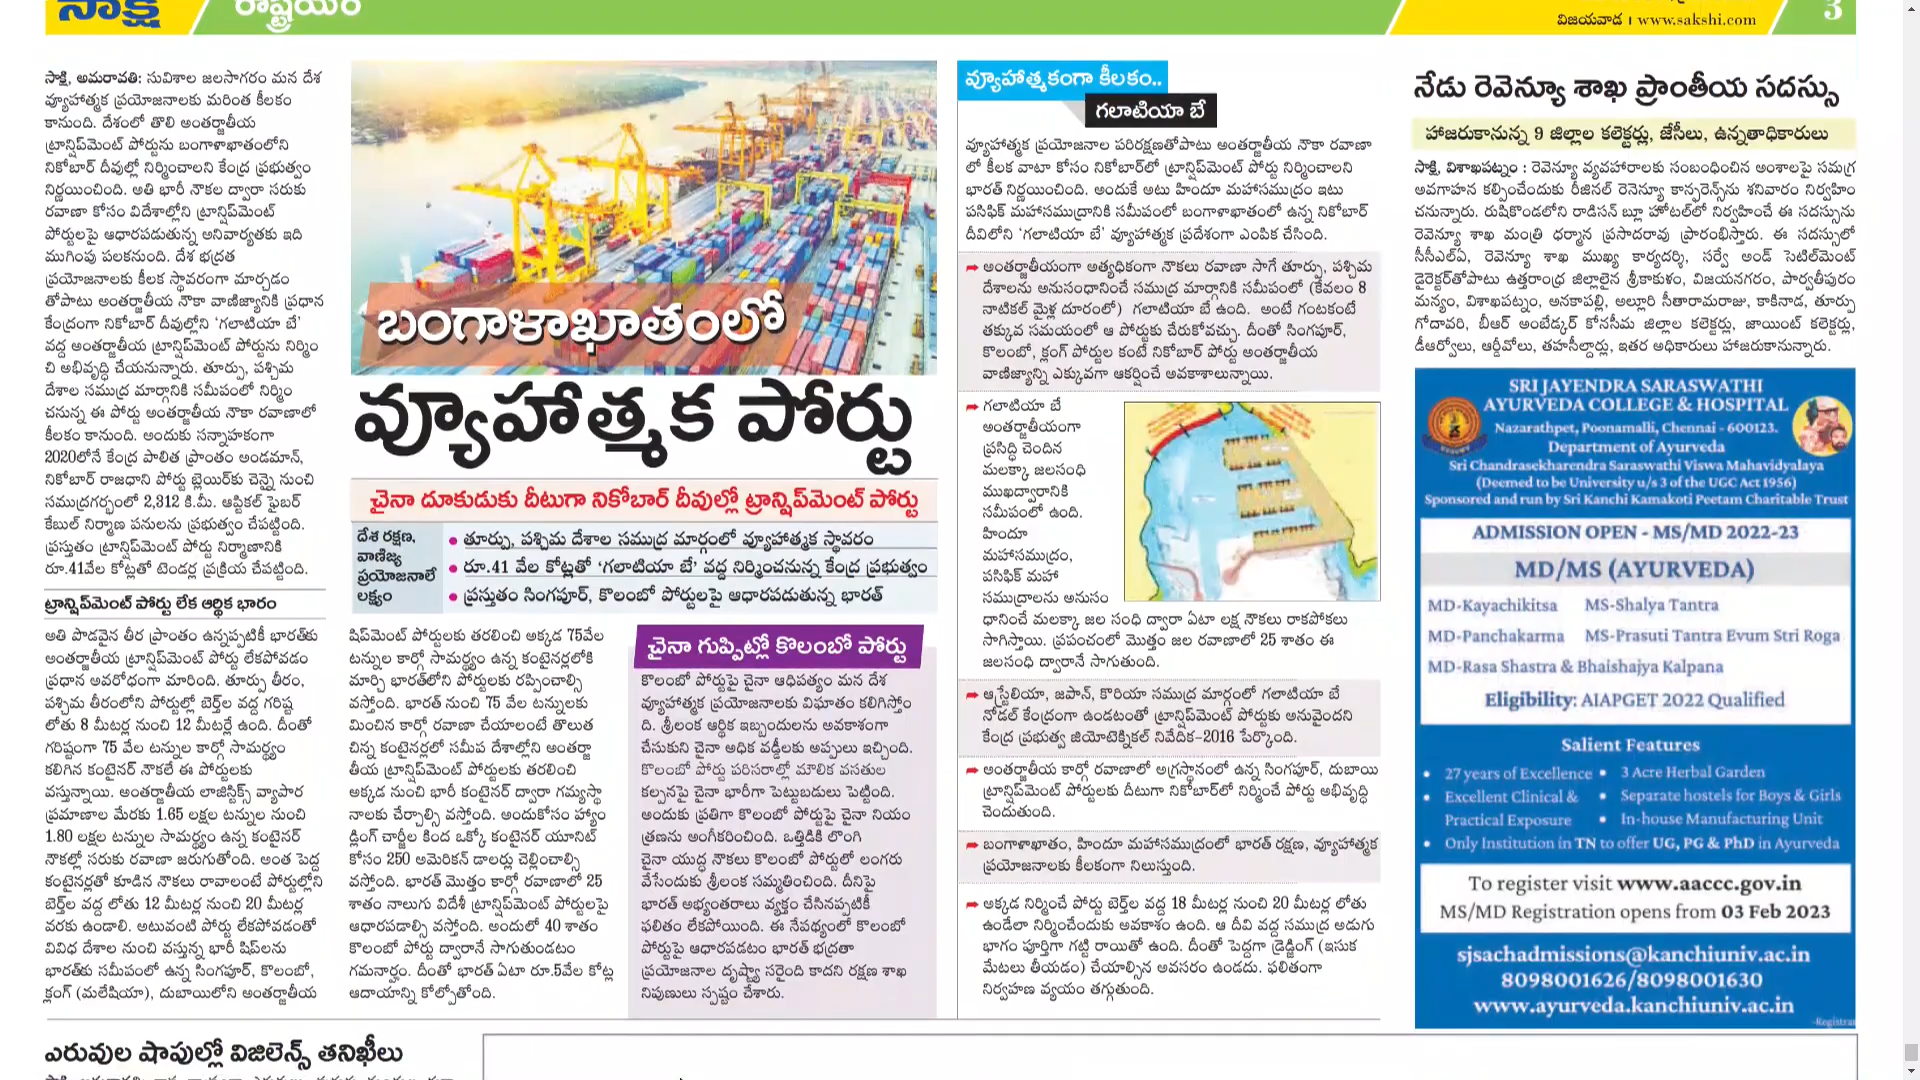 సాక్షి
రాష్ట్రీయం
విజయవాడ । www.sakshi.com
3
సాక్షి, అమరావతి: సువిశాల జలసాగరం మన దేశ
వ్యూహాత్మక ప్రయోజనాలకు మరింత కీలకం
కానుంది. దేశంలో తొలి అంతర్జాతీయ
ట్రాన్షిప్‌మెంట్ పోర్టును బంగాళాఖాతంలోని
నికోబార్ దీవుల్లో నిర్మించాలని కేంద్ర ప్రభుత్వం
నిర్ణయించింది. అతి భారీ నౌకల ద్వారా సరుకు
రవాణా కోసం విదేశాల్లోని ట్రాన్షిప్‌మెంట్
పోర్టులపై ఆధారపడుతున్న అనివార్యతకు ఇది
ముగింపు పలకనుంది. దేశ భద్రత
ప్రయోజనాలకు కీలక స్థావరంగా మార్చడం
తోపాటు అంతర్జాతీయ నౌకా వాణిజ్యానికి ప్రధాన
కేంద్రంగా నికోబార్ దీవుల్లోని ‘గలాటియా బే’
వద్ద అంతర్జాతీయ ట్రాన్షిప్‌మెంట్ పోర్టును నిర్మిం
చి అభివృద్ధి చేయనున్నారు. తూర్పు, పశ్చిమ
దేశాల సముద్ర మార్గానికి సమీపంలో నిర్మిం
చనున్న ఈ పోర్టు అంతర్జాతీయ నౌకా రవాణాలో
కీలకం కానుంది. అందుకు సన్నాహకంగా
2020లోనే కేంద్ర పాలిత ప్రాంతం అండమాన్,
నికోబార్ రాజధాని పోర్టు బ్లెయిర్‌కు చెన్నై నుంచి
సముద్రగర్భంలో 2,312 కి.మీ. ఆప్టికల్ ఫైబర్
కేబుల్ నిర్మాణ పనులను ప్రభుత్వం చేపట్టింది.
ప్రస్తుతం ట్రాన్షిప్‌మెంట్ పోర్టు నిర్మాణానికి
రూ.41వేల కోట్లతో టెండర్ల ప్రక్రియ చేపట్టింది.
ట్రాన్షిప్‌మెంట్ పోర్టు లేక ఆర్థిక భారం
అతి పొడవైన తీర ప్రాంతం ఉన్నప్పటికీ భారత్‌కు
అంతర్జాతీయ ట్రాన్షిప్‌మెంట్ పోర్టు లేకపోవడం
ప్రధాన అవరోధంగా మారింది. తూర్పు తీరం,
పశ్చిమ తీరంలోని పోర్టుల్లో బెర్త్‌ల వద్ద గరిష్ట
లోతు 8 మీటర్ల నుంచి 12 మీటర్లే ఉంది. దీంతో
గరిష్టంగా 75 వేల టన్నుల కార్గో సామర్థ్యం
కలిగిన కంటైనర్ నౌకలే ఈ పోర్టులకు
వస్తున్నాయి. అంతర్జాతీయ లాజిస్టిక్స్ వ్యాపార
ప్రమాణాల మేరకు 1.65 లక్షల టన్నుల నుంచి
1.80 లక్షల టన్నుల సామర్థ్యం ఉన్న కంటైనర్
నౌకల్లో సరుకు రవాణా జరుగుతోంది. అంత పెద్ద
కంటైనర్లతో కూడిన నౌకలు రావాలంటే పోర్టుల్లోని
బెర్త్‌ల వద్ద లోతు 12 మీటర్ల నుంచి 20 మీటర్ల
వరకు ఉండాలి. అటువంటి పోర్టు లేకపోవడంతో
వివిధ దేశాల నుంచి వస్తున్న భారీ షిప్‌లను
భారత్‌కు సమీపంలో ఉన్న సింగపూర్, కొలంబో,
క్లంగ్ (మలేషియా), దుబాయిలోని అంతర్జాతీయ
బంగాళాఖాతంలో
వ్యూహాత్మక పోర్టు
చైనా దూకుడుకు దీటుగా నికోబార్ దీవుల్లో ట్రాన్షిప్‌మెంట్ పోర్టు
దేశ రక్షణ,
వాణిజ్య
ప్రయోజనాలే
లక్ష్యం
● తూర్పు, పశ్చిమ దేశాల సముద్ర మార్గంలో వ్యూహాత్మక స్థావరం
● రూ.41 వేల కోట్లతో ‘గలాటియా బే’ వద్ద నిర్మించనున్న కేంద్ర ప్రభుత్వం
● ప్రస్తుతం సింగపూర్, కొలంబో పోర్టులపై ఆధారపడుతున్న భారత్
షిప్‌మెంట్ పోర్టులకు తరలించి అక్కడ 75వేల
టన్నుల కార్గో సామర్థ్యం ఉన్న కంటైనర్లలోకి
మార్చి భారత్‌లోని పోర్టులకు రప్పించాల్సి
వస్తోంది. భారత్ నుంచి 75 వేల టన్నులకు
మించిన కార్గో రవాణా చేయాలంటే తొలుత
చిన్న కంటైనర్లలో సమీప దేశాల్లోని అంతర్జా
తీయ ట్రాన్షిప్‌మెంట్ పోర్టులకు తరలించి
అక్కడ నుంచి భారీ కంటైనర్ ద్వారా గమ్యస్థా
నాలకు చేర్చాల్సి వస్తోంది. అందుకోసం హ్యాం
డ్లింగ్ చార్జీల కింద ఒక్కో కంటైనర్ యూనిట్
కోసం 250 అమెరికన్ డాలర్లు చెల్లించాల్సి
వస్తోంది. భారత్ మొత్తం కార్గో రవాణాలో 25
శాతం నాలుగు విదేశీ ట్రాన్షిప్‌మెంట్ పోర్టులపై
ఆధారపడాల్సి వస్తోంది. అందులో 40 శాతం
కొలంబో పోర్టు ద్వారానే సాగుతుండటం
గమనార్హం. దీంతో భారత్ ఏటా రూ.5వేల కోట్ల
ఆదాయాన్ని కోల్పోతోంది.
చైనా గుప్పిట్లో కొలంబో పోర్టు
కొలంబో పోర్టుపై చైనా ఆధిపత్యం మన దేశ
వ్యూహాత్మక ప్రయోజనాలకు విఘాతం కలిగిస్తోం
ది. శ్రీలంక ఆర్థిక ఇబ్బందులను అవకాశంగా
చేసుకుని చైనా అధిక వడ్డీలకు అప్పులు ఇచ్చింది.
కొలంబో పోర్టు పరిసరాల్లో మౌలిక వసతుల
కల్పనపై చైనా భారీగా పెట్టుబడులు పెట్టింది.
అందుకు ప్రతిగా కొలంబో పోర్టుపై చైనా నియం
త్రణను అంగీకరించింది. ఒత్తిడికి లొంగి
చైనా యుద్ధ నౌకలు కొలంబో పోర్టులో లంగరు
వేసేందుకు శ్రీలంక సమ్మతించింది. దీనిపై
భారత్ అభ్యంతరాలు వ్యక్తం చేసినప్పటికీ
ఫలితం లేకపోయింది. ఈ నేపథ్యంలో కొలంబో
పోర్టుపై ఆధారపడటం భారత్ భద్రతా
ప్రయోజనాల దృష్ట్యా సరైంది కాదని రక్షణ శాఖ
నిపుణులు స్పష్టం చేశారు.
వ్యూహాత్మకంగా కీలకం..
గలాటియా బే
వ్యూహాత్మక ప్రయోజనాల పరిరక్షణతోపాటు అంతర్జాతీయ నౌకా రవాణా
లో కీలక వాటా కోసం నికోబార్‌లో ట్రాన్షిప్‌మెంట్ పోర్టు నిర్మించాలని
భారత్ నిర్ణయించింది. అందుకే అటు హిందూ మహాసముద్రం ఇటు
పసిఫిక్ మహాసముద్రానికి సమీపంలో బంగాళాఖాతంలో ఉన్న నికోబార్
దీవిలోని ‘గలాటియా బే’ వ్యూహాత్మక ప్రదేశంగా ఎంపిక చేసింది.
➡ అంతర్జాతీయంగా అత్యధికంగా నౌకలు రవాణా సాగే తూర్పు, పశ్చిమ
దేశాలను అనుసంధానించే సముద్ర మార్గానికి సమీపంలో (కేవలం 8
నాటికల్ మైళ్ల దూరంలో) గలాటియా బే ఉంది. అంటే గంటకంటే
తక్కువ సమయంలో ఆ పోర్టుకు చేరుకోవచ్చు. దీంతో సింగపూర్,
కొలంబో, క్లంగ్ పోర్టుల కంటే నికోబార్ పోర్టు అంతర్జాతీయ
వాణిజ్యాన్ని ఎక్కువగా ఆకర్షించే అవకాశాలున్నాయి.
➡ గలాటియా బే
అంతర్జాతీయంగా
ప్రసిద్ధి చెందిన
మలక్కా జలసంధి
ముఖద్వారానికి
సమీపంలో ఉంది.
హిందూ
మహాసముద్రం,
పసిఫిక్ మహా
సముద్రాలను అనుసం
ధానించే మలక్కా జల సంధి ద్వారా ఏటా లక్ష నౌకలు రాకపోకలు
సాగిస్తాయి. ప్రపంచంలో మొత్తం జల రవాణాలో 25 శాతం ఈ
జలసంధి ద్వారానే సాగుతుంది.
➡ ఆస్ట్రేలియా, జపాన్, కొరియా సముద్ర మార్గంలో గలాటియా బే
నోడల్ కేంద్రంగా ఉండటంతో ట్రాన్షిప్‌మెంట్ పోర్టుకు అనువైందని
కేంద్ర ప్రభుత్వ జియోటెక్నికల్ నివేదిక–2016 పేర్కొంది.
➡ అంతర్జాతీయ కార్గో రవాణాలో అగ్రస్థానంలో ఉన్న సింగపూర్, దుబాయి
ట్రాన్షిప్‌మెంట్ పోర్టులకు దీటుగా నికోబార్‌లో నిర్మించే పోర్టు అభివృద్ధి
చెందుతుంది.
➡ బంగాళాఖాతం, హిందూ మహాసముద్రంలో భారత్ రక్షణ, వ్యూహాత్మక
ప్రయోజనాలకు కీలకంగా నిలుస్తుంది.
➡ అక్కడ నిర్మించే పోర్టు బెర్త్‌ల వద్ద 18 మీటర్ల నుంచి 20 మీటర్ల లోతు
ఉండేలా నిర్మించేందుకు అవకాశం ఉంది. ఆ దీవి వద్ద సముద్ర అడుగు
భాగం పూర్తిగా గట్టి రాయితో ఉంది. దీంతో పెద్దగా డ్రెడ్జింగ్ (ఇసుక
మేటలు తీయడం) చేయాల్సిన అవసరం ఉండదు. ఫలితంగా
నిర్వహణ వ్యయం తగ్గుతుంది.
నేడు రెవెన్యూ శాఖ ప్రాంతీయ సదస్సు
హాజరుకానున్న 9 జిల్లాల కలెక్టర్లు, జేసీలు, ఉన్నతాధికారులు
సాక్షి, విశాఖపట్నం : రెవెన్యూ వ్యవహారాలకు సంబంధించిన అంశాలపై సమగ్ర
అవగాహన కల్పించేందుకు రీజినల్ రెవెన్యూ కాన్ఫరెన్స్‌ను శనివారం నిర్వహిం
చనున్నారు. రుషికొండలోని రాడిసన్ బ్లూ హోటల్‌లో నిర్వహించే ఈ సదస్సును
రెవెన్యూ శాఖ మంత్రి ధర్మాన ప్రసాదరావు ప్రారంభిస్తారు. ఈ సదస్సులో
సీసీఎల్ఏ, రెవెన్యూ శాఖ ముఖ్య కార్యదర్శి, సర్వే అండ్ సెటిల్‌మెంట్
డైరెక్టర్‌తోపాటు ఉత్తరాంధ్ర జిల్లాలైన శ్రీకాకుళం, విజయనగరం, పార్వతీపురం
మన్యం, విశాఖపట్నం, అనకాపల్లి, అల్లూరి సీతారామరాజు, కాకినాడ, తూర్పు
గోదావరి, బీఆర్ అంబేడ్కర్ కోనసీమ జిల్లాల కలెక్టర్లు, జాయింట్ కలెక్టర్లు,
డీఆర్వోలు, ఆర్డీవోలు, తహసీల్దార్లు, ఇతర అధికారులు హాజరుకానున్నారు.
SRI JAYENDRA SARASWATHI
AYURVEDA COLLEGE & HOSPITAL
Nazarathpet, Poonamalli, Chennai - 600123.
Department of Ayurveda
Sri Chandrasekharendra Saraswathi Viswa Mahavidyalaya
(Deemed to be University u/s 3 of the UGC Act 1956)
Sponsored and run by Sri Kanchi Kamakoti Peetam Charitable Trust
ADMISSION OPEN - MS/MD 2022-23
MD/MS (AYURVEDA)
MD-Kayachikitsa MS-Shalya Tantra
MD-Panchakarma MS-Prasuti Tantra Evum Stri Roga
MD-Rasa Shastra & Bhaishajya Kalpana
Eligibility: AIAPGET 2022 Qualified
Salient Features
• 27 years of Excellence • 3 Acre Herbal Garden
• Excellent Clinical & • Separate hostels for Boys & Girls
Practical Exposure • In-house Manufacturing Unit
• Only Institution in TN to offer UG, PG & PhD in Ayurveda
To register visit www.aaccc.gov.in
MS/MD Registration opens from 03 Feb 2023
sjsachadmissions@kanchiuniv.ac.in
8098001626/8098001630
www.ayurveda.kanchiuniv.ac.in
-Registrar
ఎరువుల షాపుల్లో విజిలెన్స్ తనిఖీలు